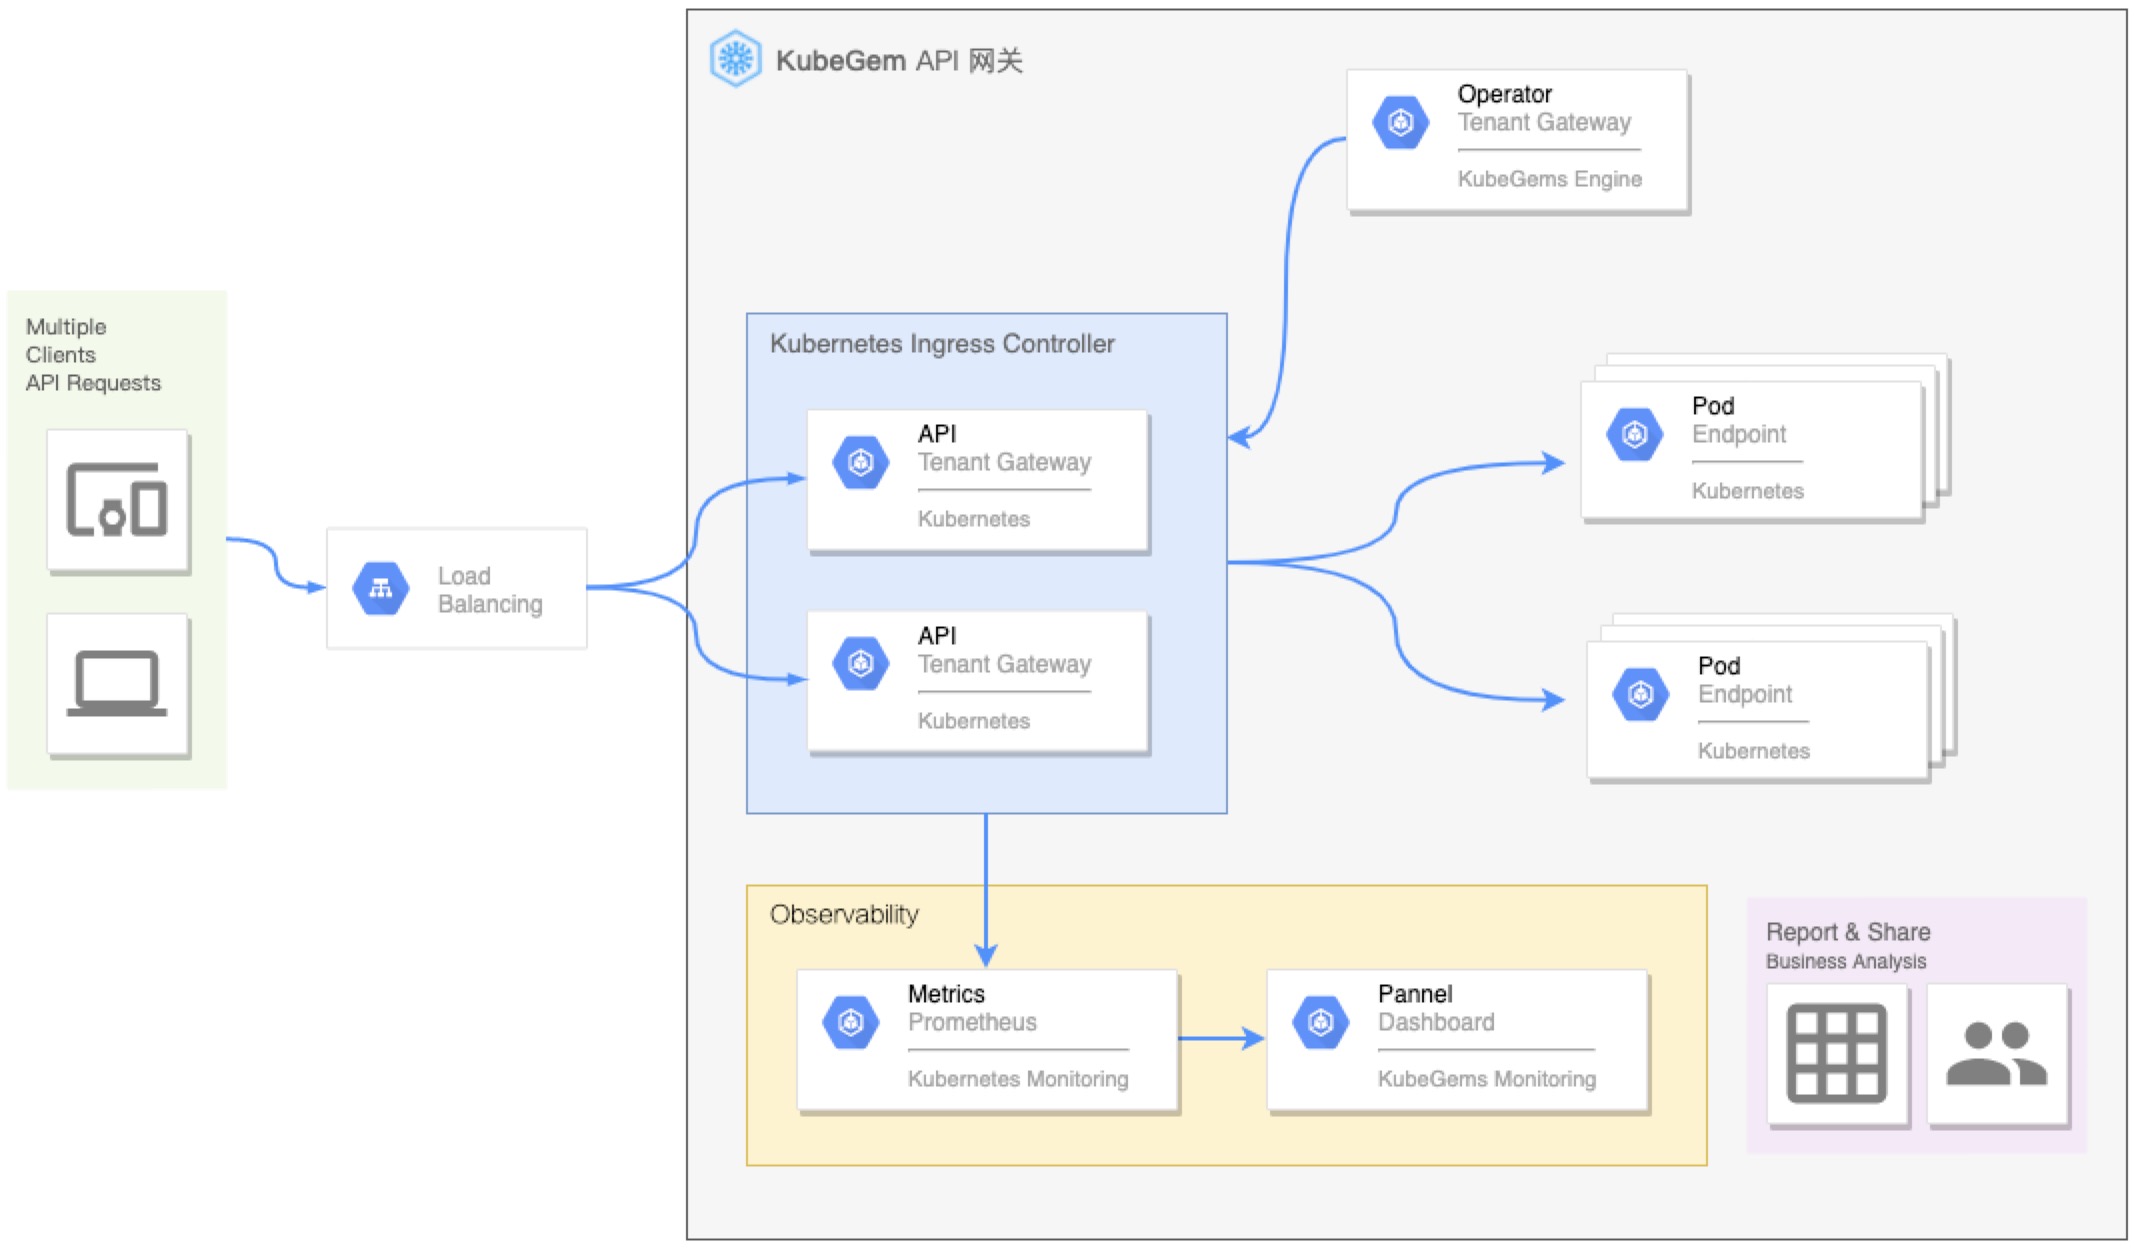 KubeGem API 网关
Operator
Tenant Gateway
KubeGems Engine
Multiple
Clients
API Requests
Load
Balancing
Kubernetes Ingress Controller
API
Tenant Gateway
Kubernetes
API
Tenant Gateway
Kubernetes
Pod
Endpoint
Kubernetes
Pod
Endpoint
Kubernetes
Observability
Metrics
Prometheus
Kubernetes Monitoring
Pannel
Dashboard
KubeGems Monitoring
Report & Share
Business Analysis